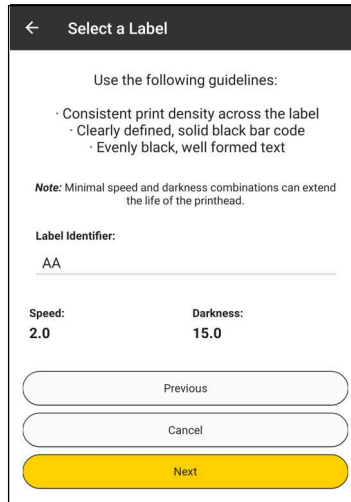 Select a Label
Use the following guidelines:
· Consistent print density across the label
· Clearly defined, solid black bar code
· Evenly black, well formed text
Note: Minimal speed and darkness combinations can extend
the life of the printhead.
Label Identifier:
AA
Speed: Darkness:
2.0 15.0
Previous
Cancel
Next